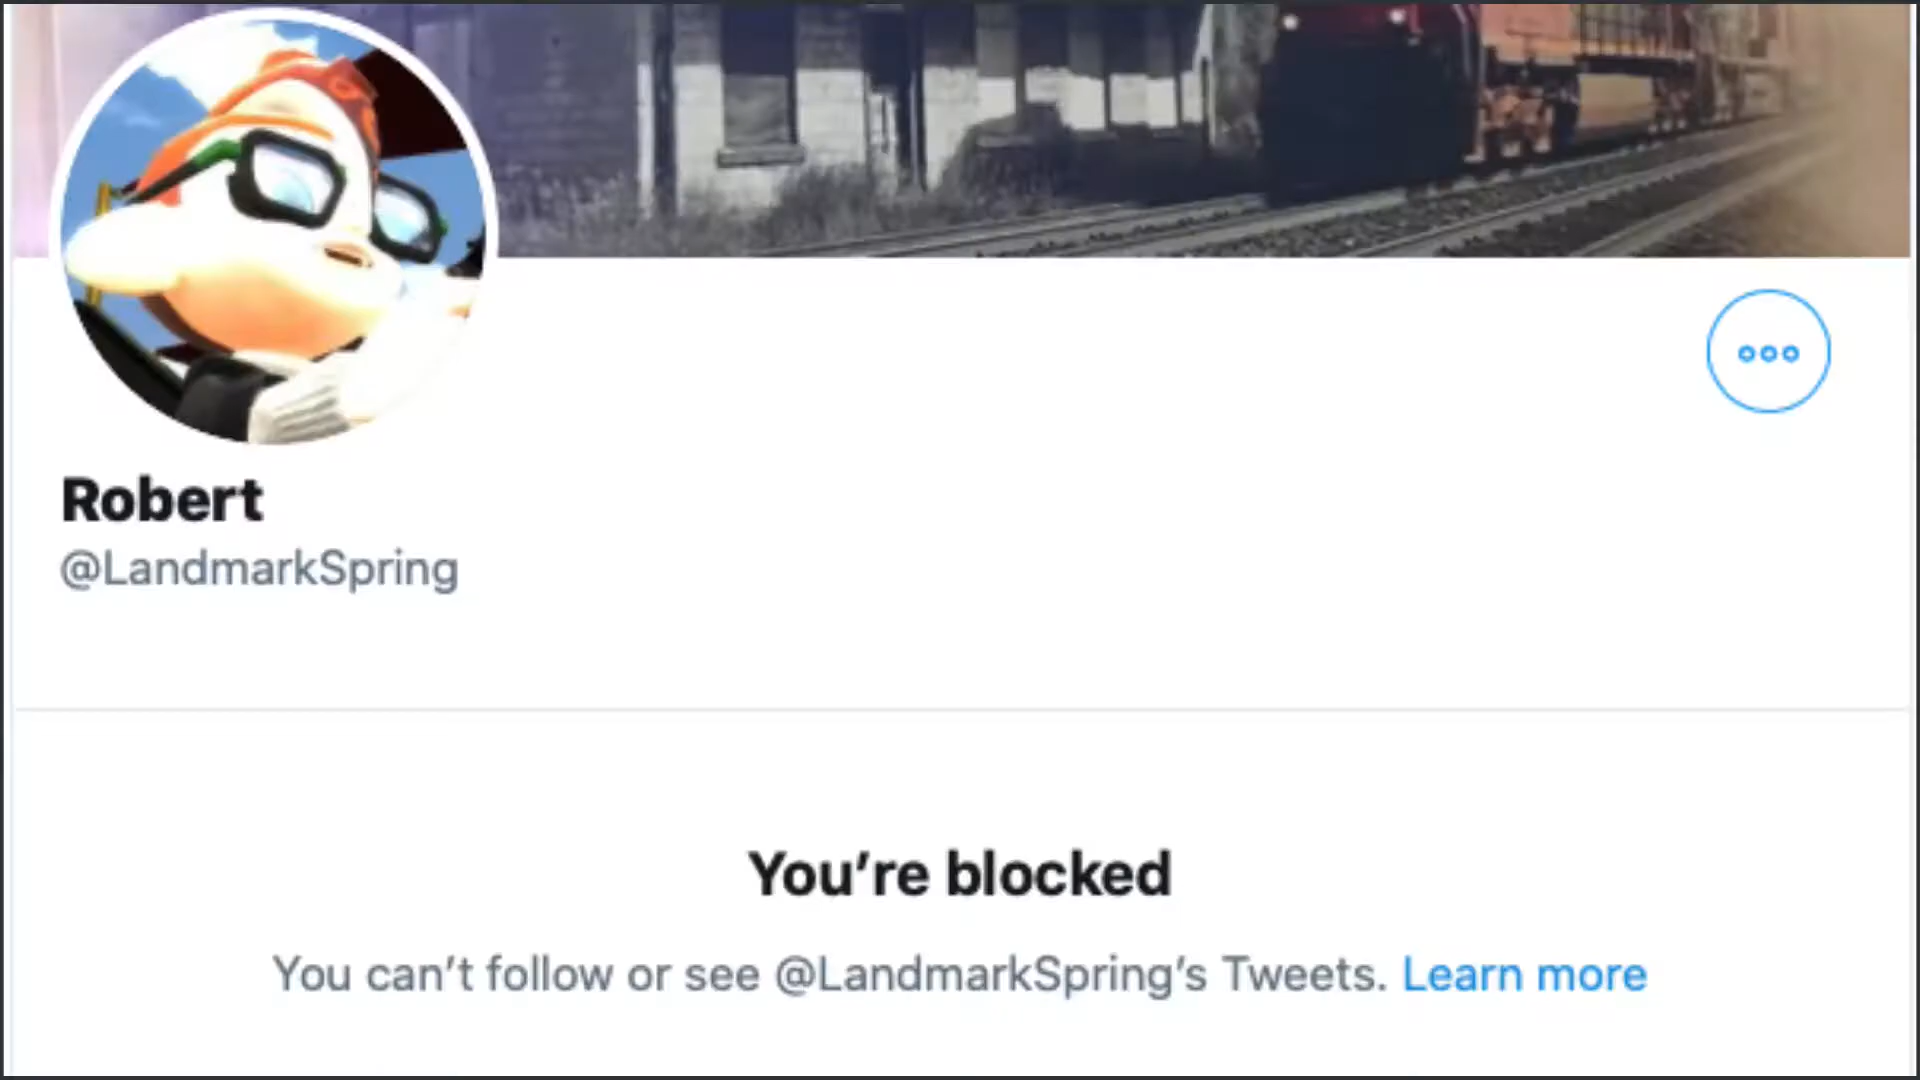 Robert
@LandmarkSpring
You’re blocked
You can’t follow or see @LandmarkSpring’s Tweets. Learn more